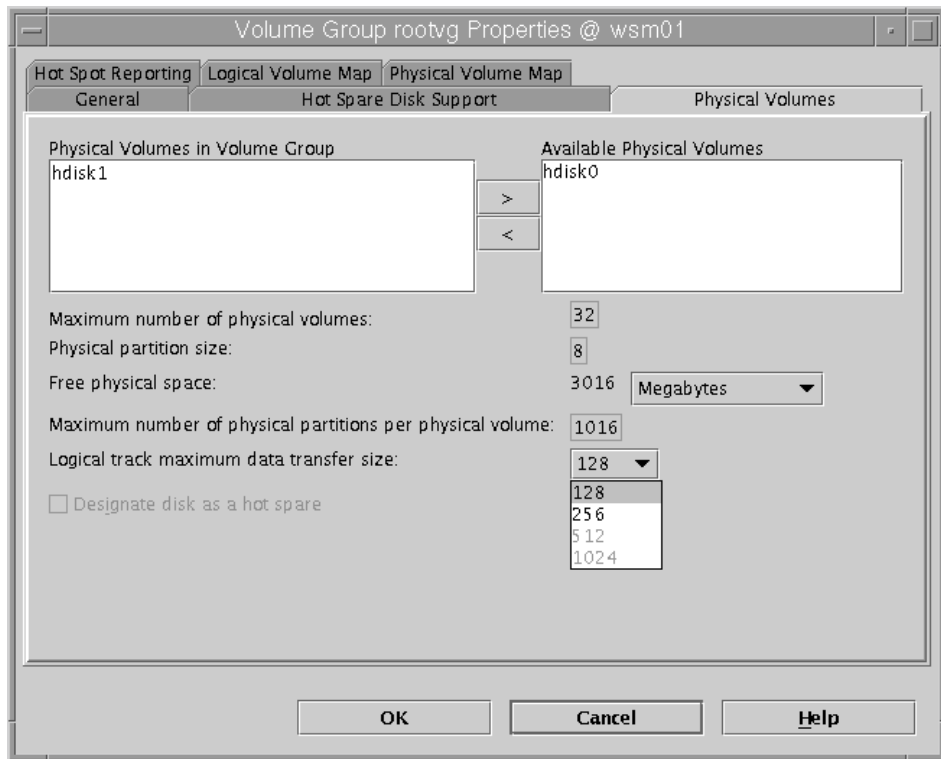 Volume Group rootvg Properties @ wsm01
Hot Spot Reporting Logical Volume Map Physical Volume Map
General Hot Spare Disk Support Physical Volumes
Physical Volumes in Volume Group Available Physical Volumes
hdisk1 hdisk0
>
<
Maximum number of physical volumes: 32
Physical partition size: 8
Free physical space: 3016 Megabytes
Maximum number of physical partitions per physical volume: 1016
Logical track maximum data transfer size: 128
128
Designate disk as a hot spare
256
512
1024
OK Cancel Help